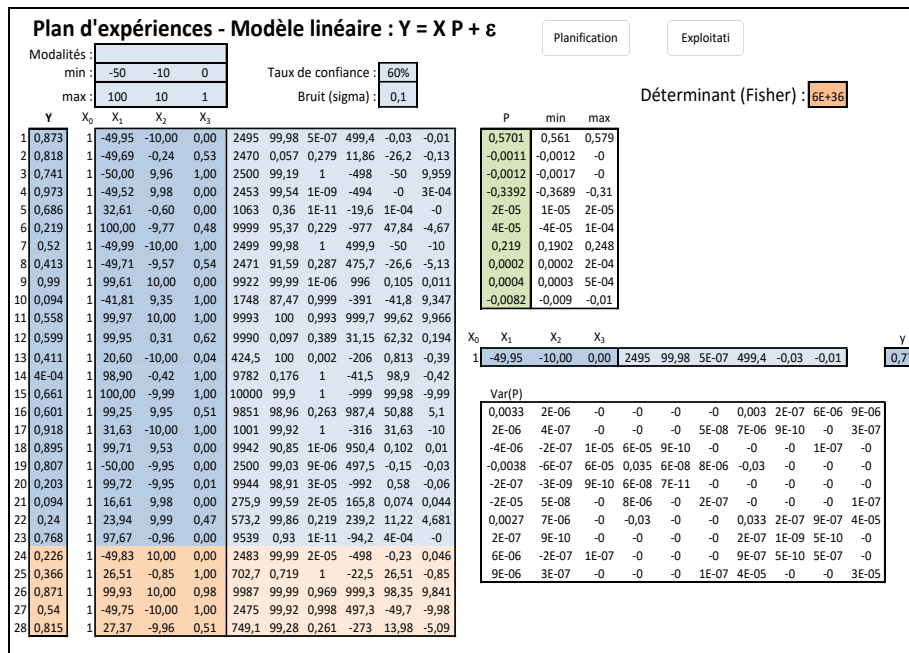 Plan d'expériences - Modèle linéaire : Y = X P + ε
Planification
Exploitati
Modalités :
min : -50 -10 0 Taux de confiance : 60%
max : 100 10 1 Bruit (sigma) : 0,1 Déterminant (Fisher) : 6E+36
Y X0 X1 X2 X3 P min max
1 0,873 1 -49,95 -10,00 0,00 2495 99,98 5E-07 499,4 -0,03 -0,01 0,5701 0,561 0,579
2 0,818 1 -49,69 -0,24 0,53 2470 0,057 0,279 11,86 -26,2 -0,13 -0,0011 -0,0012 -0
3 0,741 1 -50,00 9,96 1,00 2500 99,19 1 -498 -50 9,959 -0,0012 -0,0017 -0
4 0,973 1 -49,52 9,98 0,00 2453 99,54 1E-09 -494 -0 3E-04 -0,3392 -0,3689 -0,31
5 0,686 1 32,61 -0,60 0,00 1063 0,36 1E-11 -19,6 1E-04 -0 2E-05 1E-05 2E-05
6 0,219 1 100,00 -9,77 0,48 9999 95,37 0,229 -977 47,84 -4,67 4E-05 -4E-05 1E-04
7 0,52 1 -49,99 -10,00 1,00 2499 99,98 1 499,9 -50 -10 0,219 0,1902 0,248
8 0,413 1 -49,71 -9,57 0,54 2471 91,59 0,287 475,7 -26,6 -5,13 0,0002 0,0002 2E-04
9 0,99 1 99,61 10,00 0,00 9922 99,99 1E-06 996 0,105 0,011 0,0004 0,0003 5E-04
10 0,094 1 -41,81 9,35 1,00 1748 87,47 0,999 -391 -41,8 9,347 -0,0082 -0,009 -0,01
11 0,558 1 99,97 10,00 1,00 9993 100 0,993 999,7 99,62 9,966
12 0,599 1 99,95 0,31 0,62 9990 0,097 0,389 31,15 62,32 0,194 X0 X1 X2 X3 y
13 0,411 1 20,60 -10,00 0,04 424,5 100 0,002 -206 0,813 -0,39 1 -49,95 -10,00 0,00 2495 99,98 5E-07 499,4 -0,03 -0,01
14 4E-04 1 98,90 -0,42 1,00 9782 0,176 1 -41,5 98,9 -0,42
15 0,661 1 100,00 -9,99 1,00 10000 99,9 1 -999 99,98 -9,99 Var(P)
16 0,601 1 99,25 9,95 0,51 9851 98,96 0,263 987,4 50,88 5,1 0,0033 2E-06 -0 -0 -0 -0 0,003 2E-07 6E-06 9E-06
17 0,918 1 31,63 -10,00 1,00 1001 99,92 1 -316 31,63 -10 2E-06 4E-07 -0 -0 -0 5E-08 7E-06 9E-10 -0 3E-07
18 0,895 1 99,71 9,53 0,00 9942 90,85 1E-06 950,4 0,102 0,01 -4E-06 -2E-07 1E-05 6E-05 9E-10 -0 -0 -0 1E-07 -0
19 0,807 1 -50,00 -9,95 0,00 2500 99,03 9E-06 497,5 -0,15 -0,03 -0,0038 -6E-07 6E-05 0,035 6E-08 8E-06 -0,03 -0 -0 -0
20 0,203 1 99,72 -9,95 0,01 9944 98,91 3E-05 -992 0,58 -0,06 -2E-07 -3E-09 9E-10 6E-08 7E-11 -0 -0 -0 -0 -0
21 0,094 1 16,61 9,98 0,00 275,9 99,59 2E-05 165,8 0,074 0,044 -2E-05 5E-08 -0 8E-06 -0 2E-07 -0 -0 -0 1E-07
22 0,24 1 23,94 9,99 0,47 573,2 99,86 0,219 239,2 11,22 4,681 0,0027 7E-06 -0 -0,03 -0 -0 0,033 2E-07 9E-07 4E-05
23 0,768 1 97,67 -0,96 0,00 9539 0,93 1E-11 -94,2 4E-04 -0 2E-07 9E-10 -0 -0 -0 -0 2E-07 1E-09 5E-10 -0
24 0,226 1 -49,83 10,00 0,00 2483 99,99 2E-05 -498 -0,23 0,046 6E-06 -2E-07 1E-07 -0 -0 -0 9E-07 5E-10 5E-07 -0
25 0,366 1 26,51 -0,85 1,00 702,7 0,719 1 -22,5 26,51 -0,85 9E-06 3E-07 -0 -0 -0 1E-07 4E-05 -0 -0 3E-05
26 0,871 1 99,93 10,00 0,98 9987 99,99 0,969 999,3 98,35 9,841
27 0,54 1 -49,75 -10,00 1,00 2475 99,92 0,998 497,3 -49,7 -9,98
28 0,815 1 27,37 -9,96 0,51 749,1 99,28 0,261 -273 13,98 -5,09